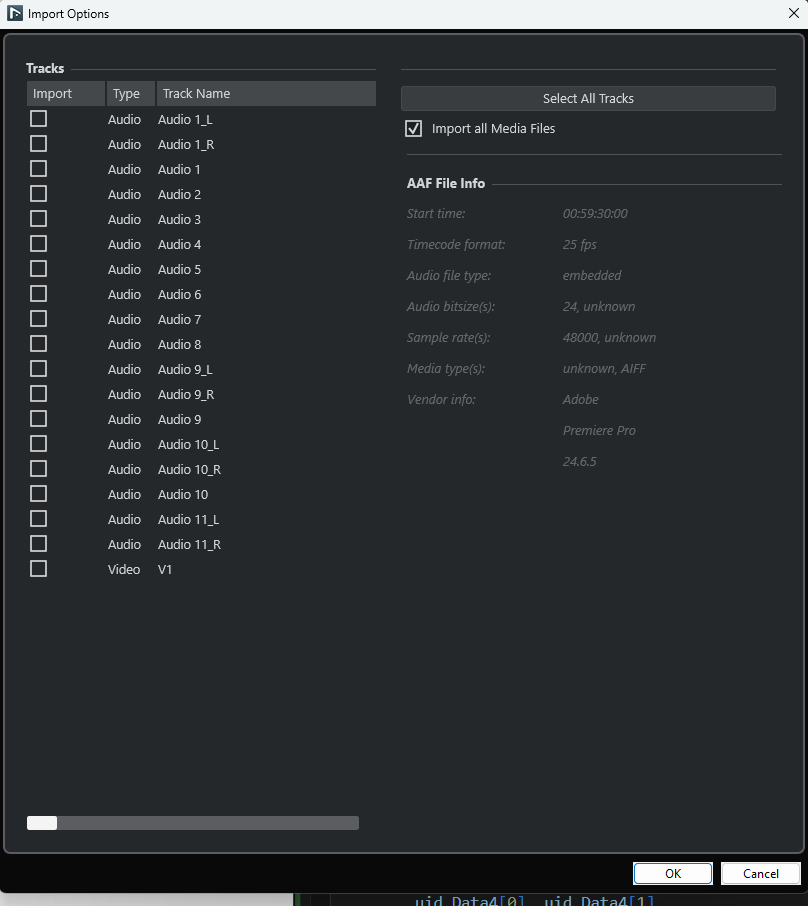 Import Options
Tracks
Import Type Track Name
Audio Audio 1_L
Audio Audio 1_R
Audio Audio 1
Audio Audio 2
Audio Audio 3
Audio Audio 4
Audio Audio 5
Audio Audio 6
Audio Audio 7
Audio Audio 8
Audio Audio 9_L
Audio Audio 9_R
Audio Audio 9
Audio Audio 10_L
Audio Audio 10_R
Audio Audio 10
Audio Audio 11_L
Audio Audio 11_R
Video V1
Select All Tracks
Import all Media Files
AAF File Info
Start time: 00:59:30:00
Timecode format: 25 fps
Audio file type: embedded
Audio bitsize(s): 24, unknown
Sample rate(s): 48000, unknown
Media type(s): unknown, AIFF
Vendor info: Adobe
Premiere Pro
24.6.5
OK Cancel
uid.Data4[0], uid.Data4[1]